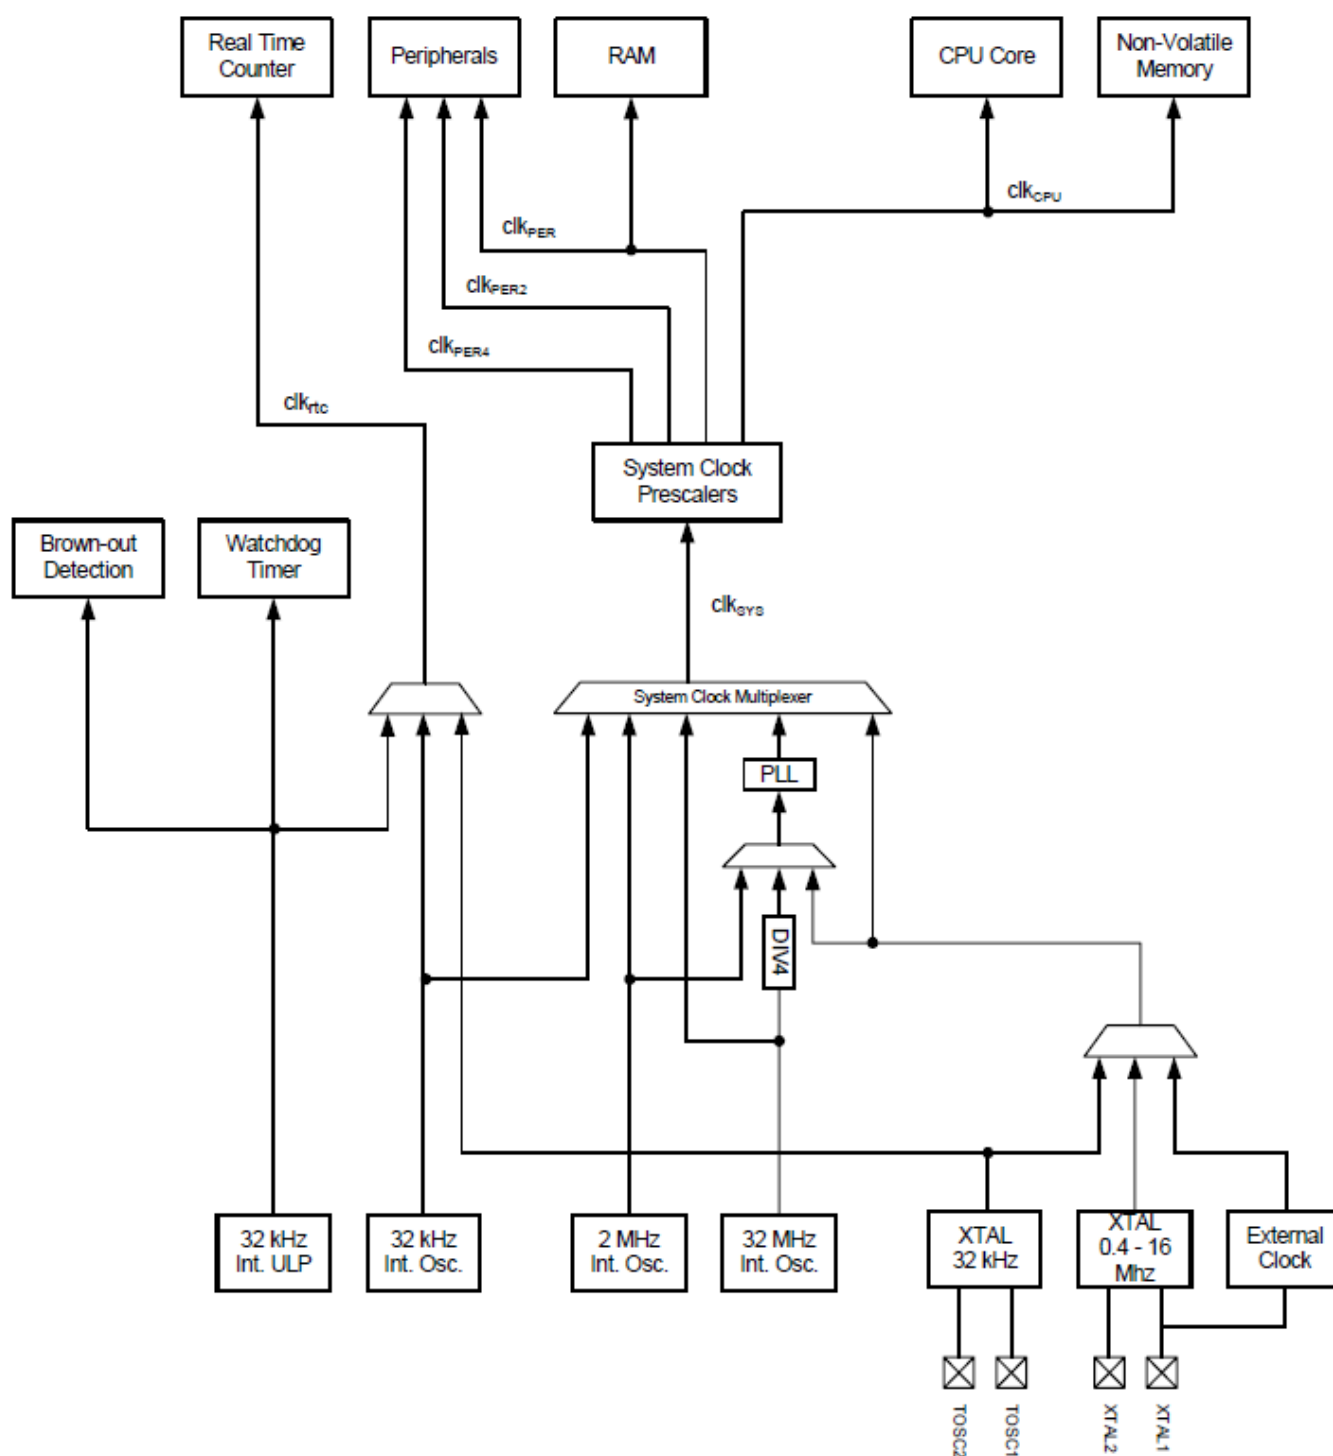 Real Time
Counter
Peripherals
RAM
CPU Core
Non-Volatile
Memory
clkCPU
clkPER
clkPER2
clkPER4
clkrtc
System Clock
Prescalers
Brown-out
Detection
Watchdog
Timer
clkSYS
System Clock Multiplexer
PLL
DIV4
32 kHz
Int. ULP
32 kHz
Int. Osc.
2 MHz
Int. Osc.
32 MHz
Int. Osc.
XTAL
32 kHz
XTAL
0.4 - 16
Mhz
External
Clock
TOSC2
TOSC1
XTAL2
XTAL1